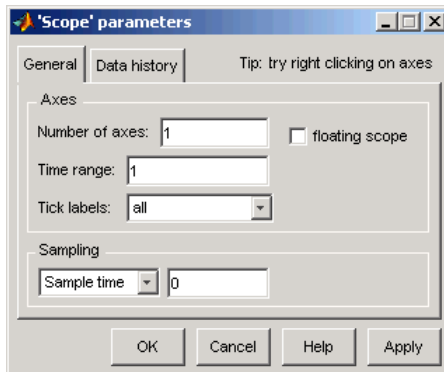 'Scope' parameters
General Data history Tip: try right clicking on axes
Axes
Number of axes: 1 floating scope
Time range: 1
Tick labels: all
Sampling
Sample time 0
OK Cancel Help Apply